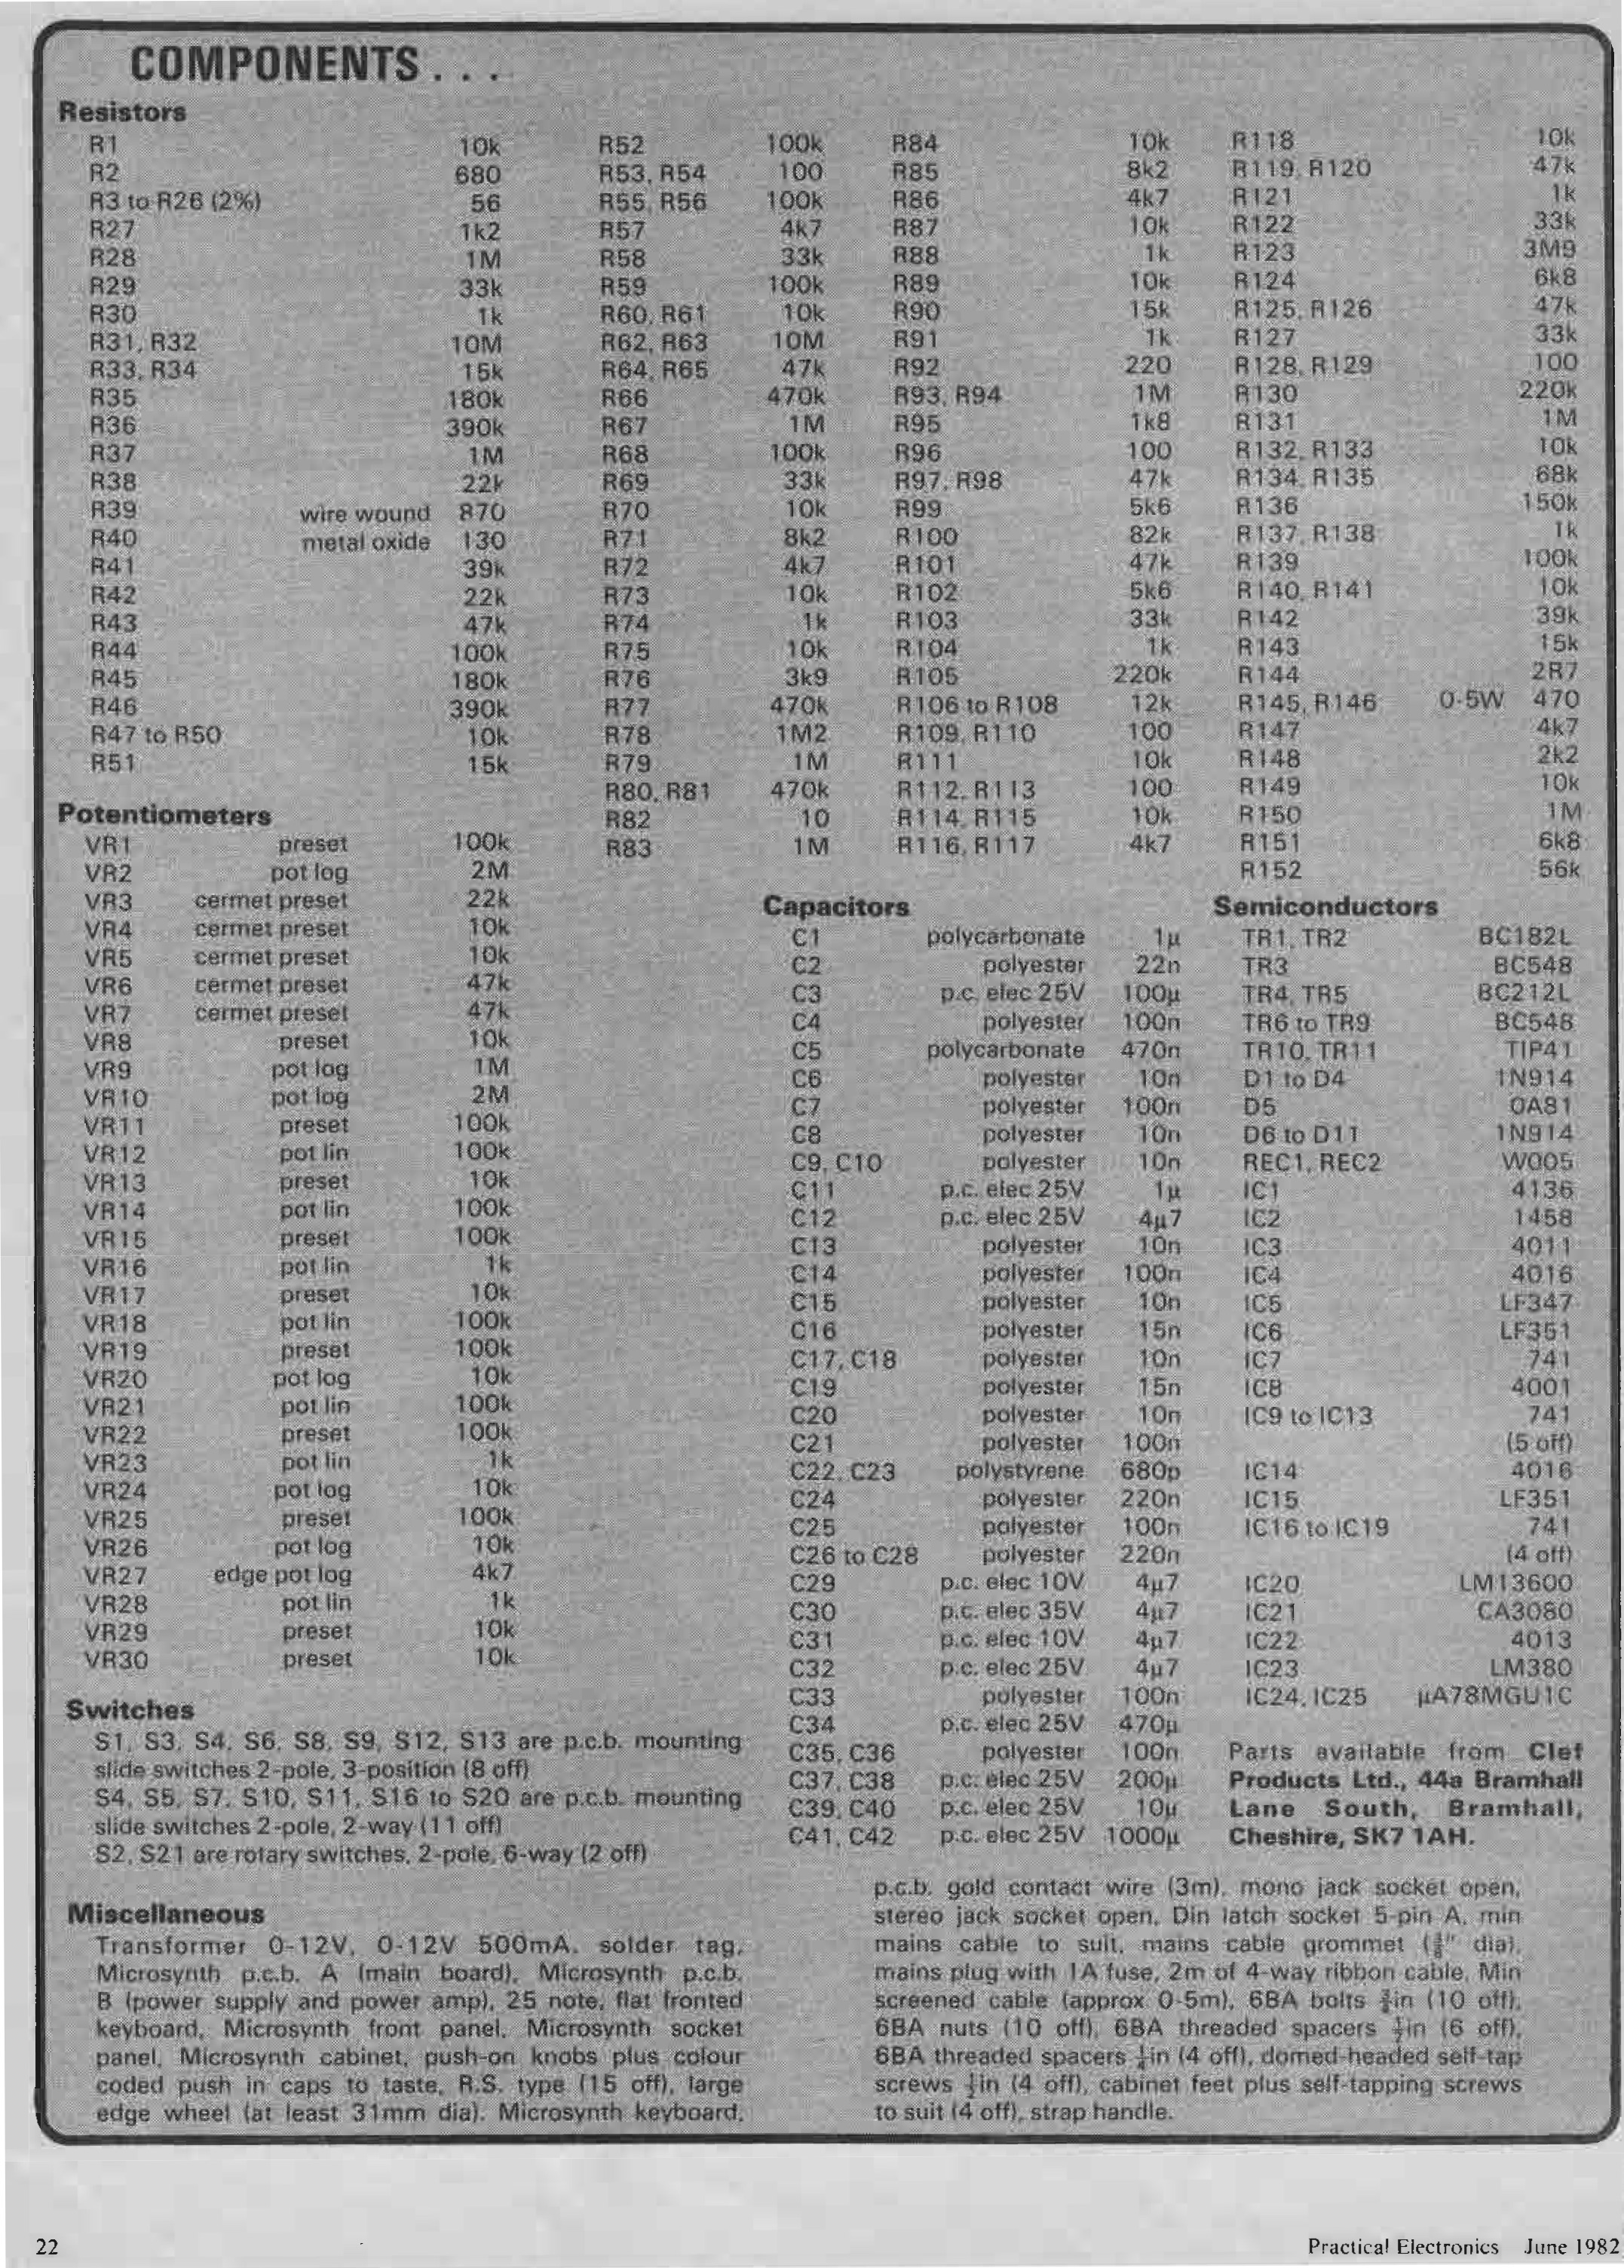 COMPONENTS . . .
Resistors
R1 10k
R2 680
R3 to R26 (2%) 56
R27 1k2
R28 1M
R29 33k
R30 1k
R31, R32 10M
R33, R34 15k
R35 180k
R36 390k
R37 1M
R38 22k
R39 wire wound 870
R40 metal oxide 130
R41 39k
R42 22k
R43 47k
R44 100k
R45 180k
R46 390k
R47 to R50 10k
R51 15k
R52 100k
R53, R54 100
R55, R56 100k
R57 4k7
R58 33k
R59 100k
R60, R61 10k
R62, R63 10M
R64, R65 47k
R66 470k
R67 1M
R68 100k
R69 33k
R70 10k
R71 8k2
R72 4k7
R73 10k
R74 1k
R75 10k
R76 3k9
R77 470k
R78 1M2
R79 1M
R80, R81 470k
R82 10
R83 1M
R84 10k
R85 8k2
R86 4k7
R87 10k
R88 1k
R89 10k
R90 15k
R91 1k
R92 220
R93, R94 1M
R95 1k8
R96 100
R97, R98 47k
R99 5k6
R100 82k
R101 47k
R102 5k6
R103 33k
R104 1k
R105 220k
R106 to R108 12k
R109, R110 100
R111 10k
R112, R113 100
R114, R115 10k
R116, R117 4k7
R118 10k
R119, R120 47k
R121 1k
R122 33k
R123 3M9
R124 6k8
R125, R126 47k
R127 33k
R128, R129 100
R130 220k
R131 1M
R132, R133 10k
R134, R135 68k
R136 150k
R137, R138 1k
R139 100k
R140, R141 10k
R142 39k
R143 15k
R144 2R7
R145, R146 0·5W 470
R147 4k7
R148 2k2
R149 10k
R150 1M
R151 6k8
R152 56k
Potentiometers
VR1 preset 100k
VR2 pot log 2M
VR3 cermet preset 22k
VR4 cermet preset 10k
VR5 cermet preset 10k
VR6 cermet preset 47k
VR7 cermet preset 47k
VR8 preset 10k
VR9 pot log 1M
VR10 pot log 2M
VR11 preset 100k
VR12 pot lin 100k
VR13 preset 10k
VR14 pot lin 100k
VR15 preset 100k
VR16 pot lin 1k
VR17 preset 10k
VR18 pot lin 100k
VR19 preset 100k
VR20 pot log 10k
VR21 pot lin 100k
VR22 preset 100k
VR23 pot lin 1k
VR24 pot log 10k
VR25 preset 100k
VR26 pot log 10k
VR27 edge pot log 4k7
VR28 pot lin 1k
VR29 preset 10k
VR30 preset 10k
Switches
S1, S3, S4, S6, S8, S9, S12, S13 are p.c.b. mounting
slide switches 2-pole, 3-position (8 off)
S4, S5, S7, S10, S11, S16 to S20 are p.c.b. mounting
slide switches 2-pole, 2-way (11 off)
S2, S21 are rotary switches, 2-pole, 6-way (2 off)
Capacitors
C1 polycarbonate 1µ
C2 polyester 22n
C3 p.c. elec 25V 100µ
C4 polyester 100n
C5 polycarbonate 470n
C6 polyester 10n
C7 polyester 100n
C8 polyester 10n
C9, C10 polyester 10n
C11 p.c. elec 25V 1µ
C12 p.c. elec 25V 4µ7
C13 polyester 10n
C14 polyester 100n
C15 polyester 10n
C16 polyester 15n
C17, C18 polyester 10n
C19 polyester 15n
C20 polyester 10n
C21 polyester 100n
C22, C23 polystyrene 680p
C24 polyester 220n
C25 polyester 100n
C26 to C28 polyester 220n
C29 p.c. elec 10V 4µ7
C30 p.c. elec 35V 4µ7
C31 p.c. elec 10V 4µ7
C32 p.c. elec 25V 4µ7
C33 polyester 100n
C34 p.c. elec 25V 470µ
C35, C36 polyester 100n
C37, C38 p.c. elec 25V 200µ
C39, C40 p.c. elec 25V 10µ
C41, C42 p.c. elec 25V 1000µ
Semiconductors
TR1, TR2 BC182L
TR3 BC548
TR4, TR5 BC212L
TR6 to TR9 BC548
TR10, TR11 TIP41
D1 to D4 1N914
D5 OA81
D6 to D11 1N914
REC1, REC2 W005
IC1 4136
IC2 1458
IC3 4011
IC4 4016
IC5 LF347
IC6 LF351
IC7 741
IC8 4001
IC9 to IC13 741
(5 off)
IC14 4016
IC15 LF351
IC16 to IC19 741
(4 off)
IC20 LM13600
IC21 CA3080
IC22 4013
IC23 LM380
IC24, IC25 µA78MGU1C
Parts available from Clef
Products Ltd., 44a Bramhall
Lane South, Bramhall,
Cheshire, SK7 1AH.
Miscellaneous
Transformer 0-12V, 0-12V 500mA, solder tag,
Microsynth p.c.b. A (main board), Microsynth p.c.b.
B (power supply and power amp), 25 note, flat fronted
keyboard, Microsynth front panel, Microsynth socket
panel, Microsynth cabinet, push-on knobs plus colour
coded push in caps to taste, R.S. type (15 off), large
edge wheel (at least 31mm dia). Microsynth keyboard,
p.c.b. gold contact wire (3m), mono jack socket open,
stereo jack socket open, Din latch socket 5-pin A, min
mains cable to suit, mains cable grommet ( dia),
mains plug with 1A fuse, 2m of 4-way ribbon cable, Min
screened cable (approx 0·5m), 6BA bolts (10 off),
6BA nuts (10 off), 6BA threaded spacers (6 off),
6BA threaded spacers (4 off), domed-headed self-tap
screws (4 off), cabinet feet plus self-tapping screws
to suit (4 off), strap handle.
22
Practical Electronics June 1982